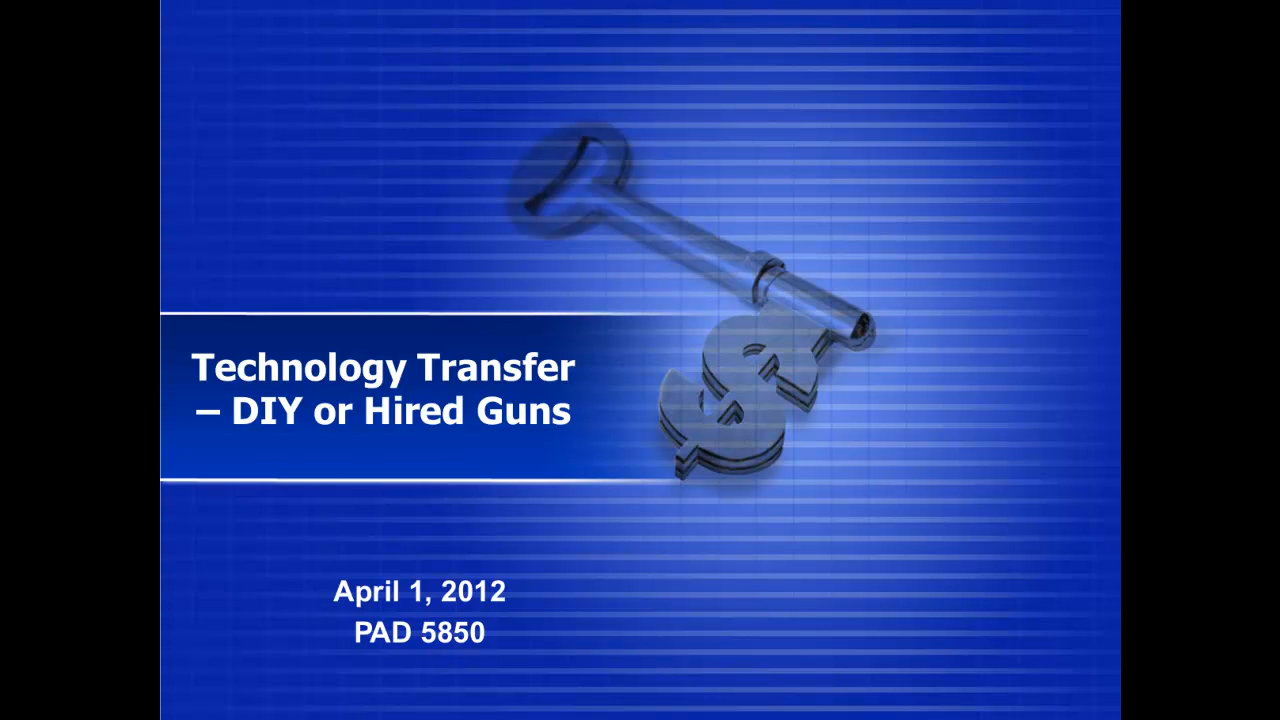 Technology Transfer
– DIY or Hired Guns
April 1, 2012
PAD 5850